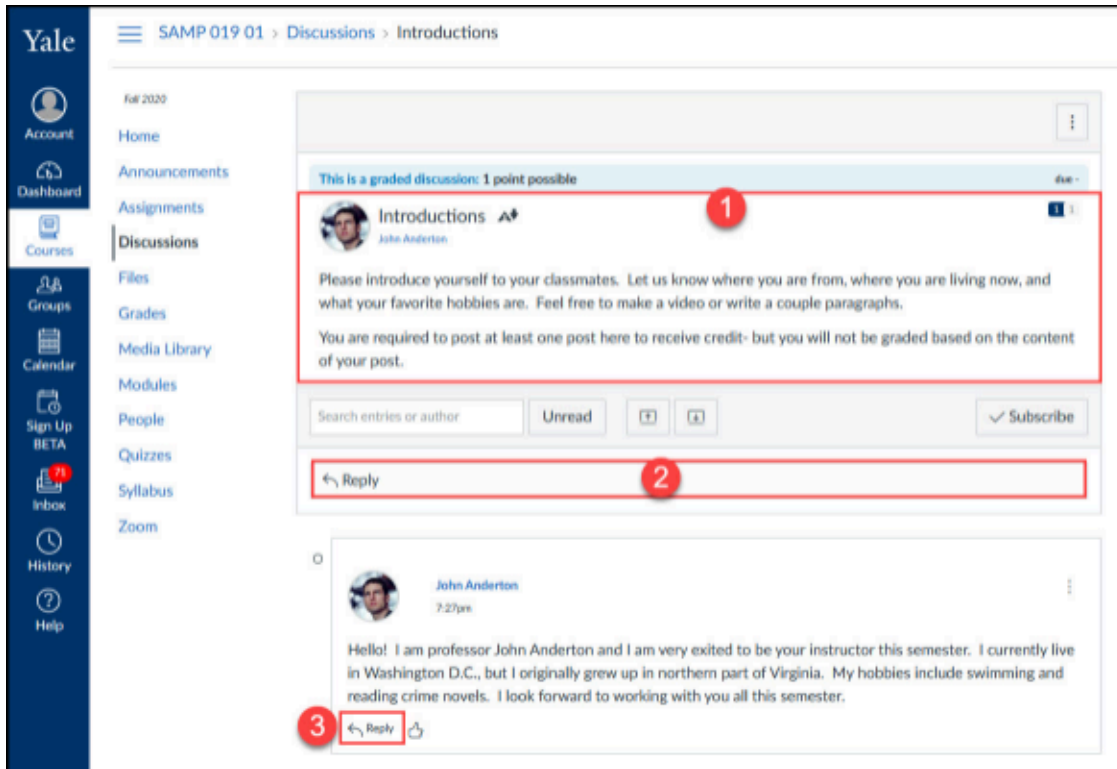 Yale
Account
Dashboard
Courses
Groups
Calendar
Sign Up
BETA
71
Inbox
History
Help
SAMP 019 01 › Discussions › Introductions
Fall 2020
Home
Announcements
Assignments
Discussions
Files
Grades
Media Library
Modules
People
Quizzes
Syllabus
Zoom
This is a graded discussion: 1 point possible
due -
1
Introductions
1 1
John Anderton
Please introduce yourself to your classmates. Let us know where you are from, where you are living now, and
what your favorite hobbies are. Feel free to make a video or write a couple paragraphs.
You are required to post at least one post here to receive credit- but you will not be graded based on the content
of your post.
Search entries or author
Unread
Subscribe
Reply
2
John Anderton
7:27pm
Hello! I am professor John Anderton and I am very exited to be your instructor this semester. I currently live
in Washington D.C., but I originally grew up in northern part of Virginia. My hobbies include swimming and
reading crime novels. I look forward to working with you all this semester.
3
Reply